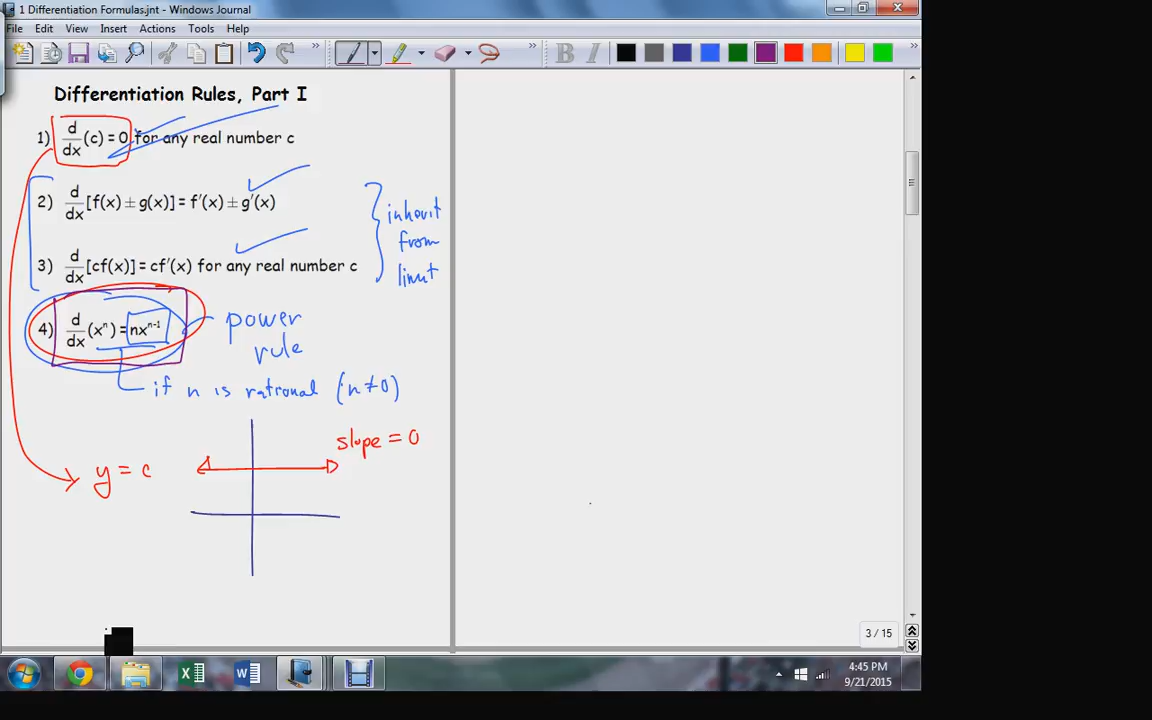 1 Differentiation Formulas.jnt - Windows Journal
File Edit View Insert Actions Tools Help
Differentiation Rules, Part I
1) d/dx (c) = 0 for any real number c
2) d/dx [f(x) ± g(x)] = f'(x) ± g'(x)
3) d/dx [cf(x)] = cf'(x) for any real number c
inherit
from
limit
4) d/dx (xⁿ) = nxⁿ⁻¹
power
rule
if n is rational (n ≠ 0)
slope = 0
y = c
3 / 15
4:45 PM
9/21/2015